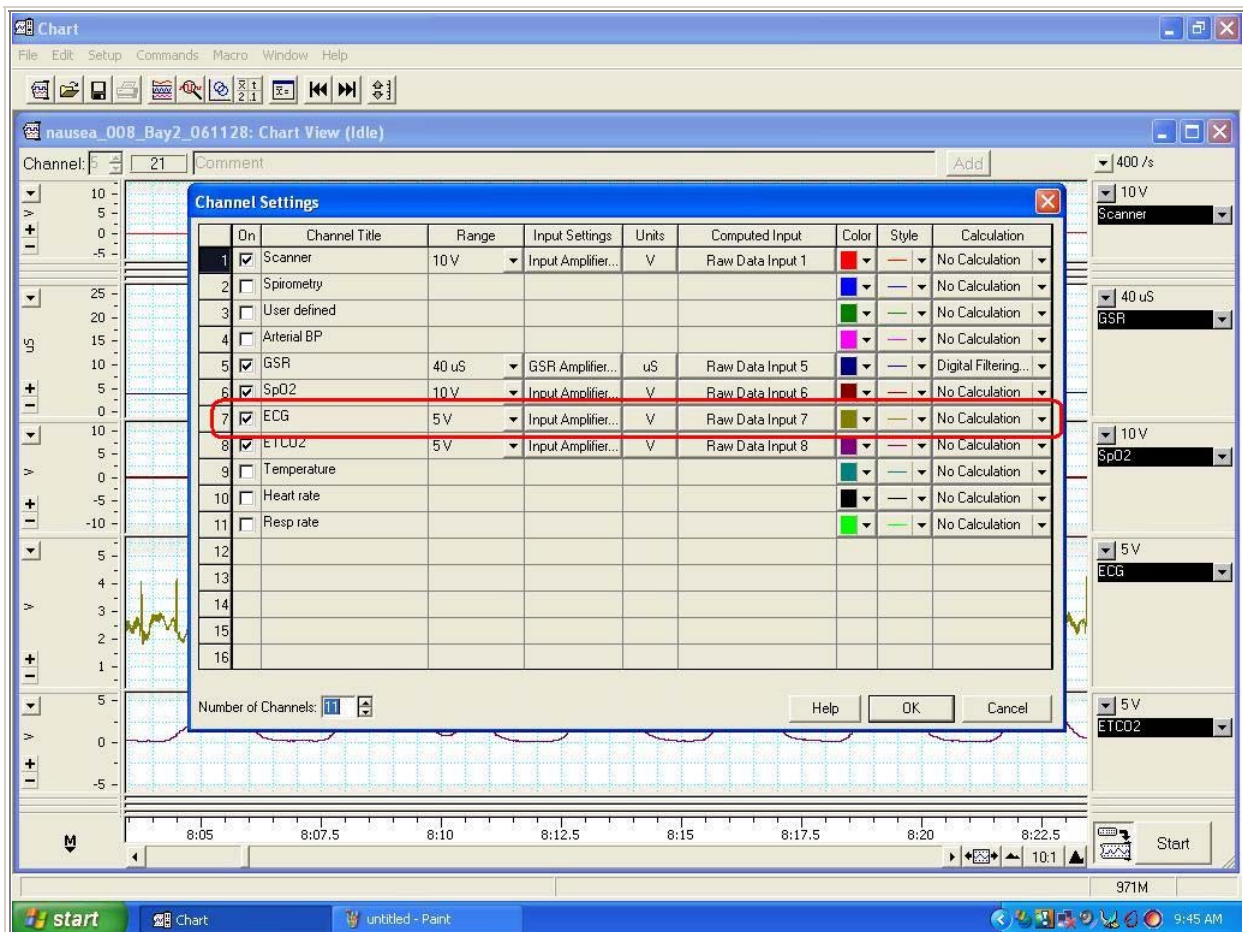 Chart
File Edit Setup Commands Macro Window Help
nausea_008_Bay2_061128: Chart View (Idle)
Channel: 5 21 Comment Add 400 /s
Channel Settings
On Channel Title Range Input Settings Units Computed Input Color Style Calculation
1 Scanner 10 V Input Amplifier... V Raw Data Input 1 No Calculation
2 Spirometry No Calculation
3 User defined No Calculation
4 Arterial BP No Calculation
5 GSR 40 uS GSR Amplifier... uS Raw Data Input 5 Digital Filtering...
6 SpO2 10 V Input Amplifier... V Raw Data Input 6 No Calculation
7 ECG 5 V Input Amplifier... V Raw Data Input 7 No Calculation
8 ETCO2 5 V Input Amplifier... V Raw Data Input 8 No Calculation
9 Temperature No Calculation
10 Heart rate No Calculation
11 Resp rate No Calculation
12
13
14
15
16
Number of Channels: 11 Help OK Cancel
10
5
0
-5
V
10 V
Scanner
25
20
15
10
5
0
uS
40 uS
GSR
10
5
0
-5
-10
V
10 V
SpO2
5
4
3
2
1
V
5 V
ECG
5
0
-5
V
5 V
ETCO2
M
8:05 8:07.5 8:10 8:12.5 8:15 8:17.5 8:20 8:22.5
10:1
Start
971M
start Chart untitled - Paint 9:45 AM